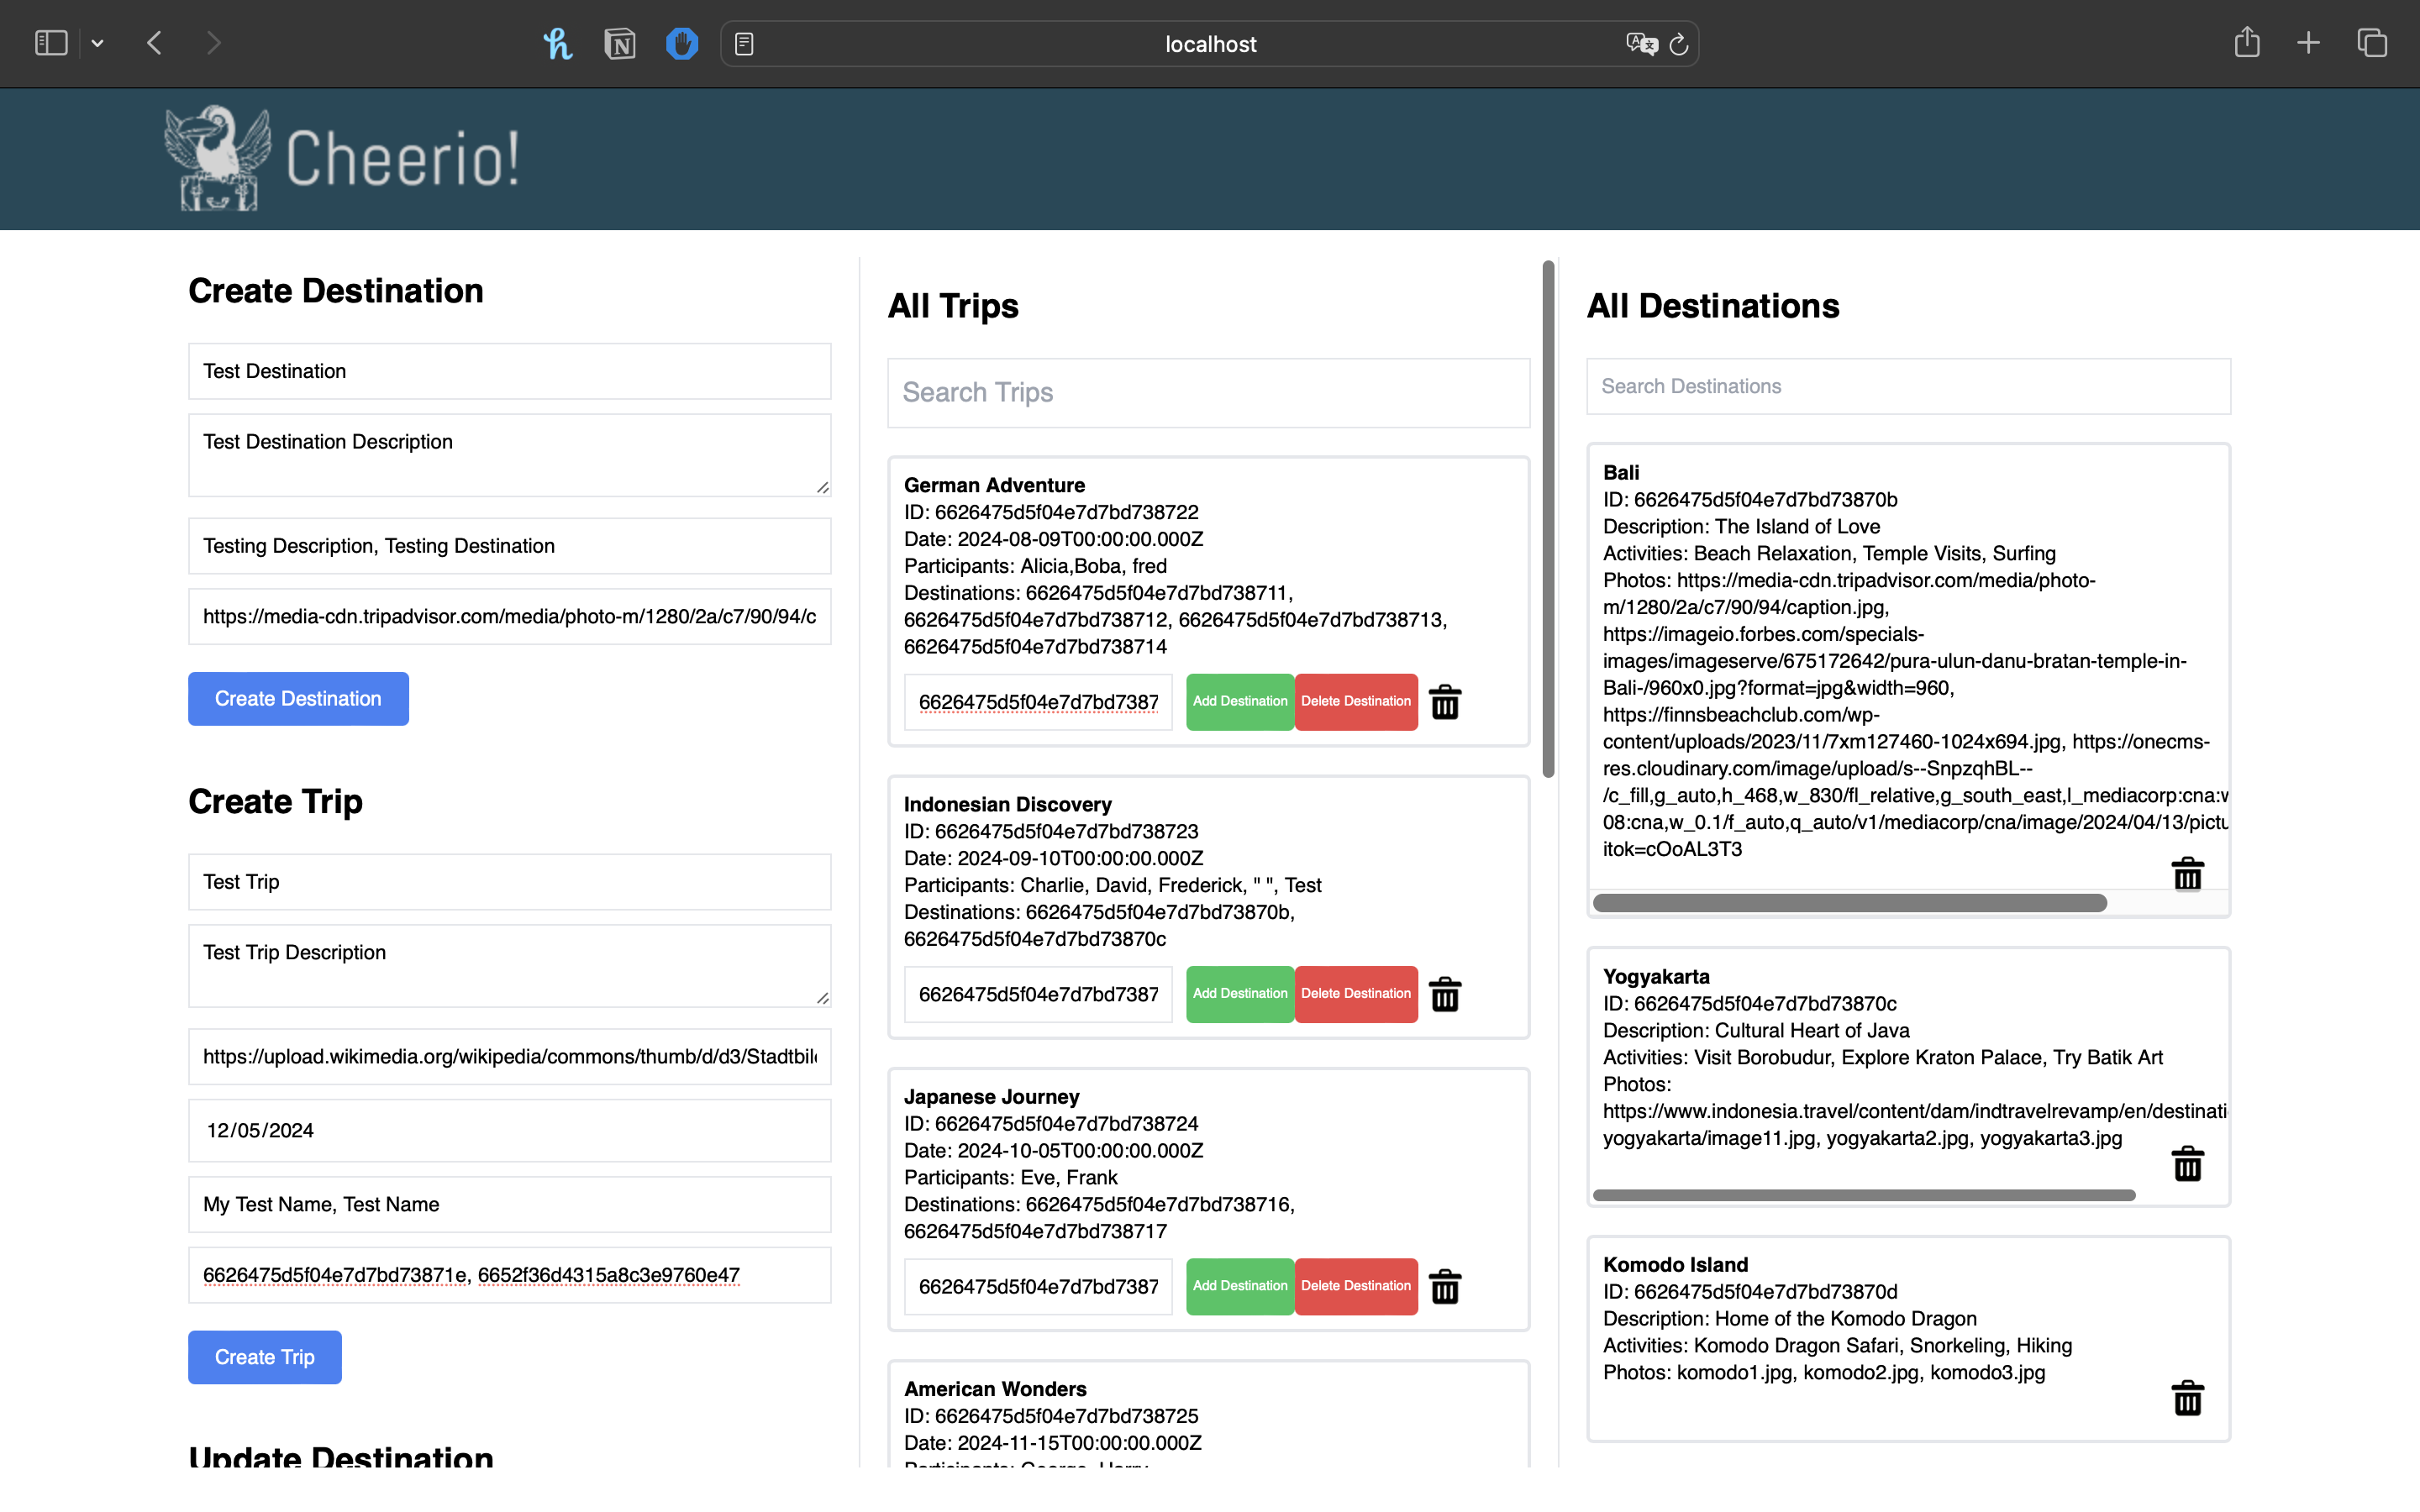 localhost
Cheerio!
Create Destination
Test Destination
Test Destination Description
Testing Description, Testing Destination
https://media-cdn.tripadvisor.com/media/photo-m/1280/2a/c7/90/94/c
Create Destination
Create Trip
Test Trip
Test Trip Description
https://upload.wikimedia.org/wikipedia/commons/thumb/d/d3/Stadtbil
12/05/2024
My Test Name, Test Name
6626475d5f04e7d7bd73871e, 6652f36d4315a8c3e9760e47
Create Trip
Update Destination
All Trips
Search Trips
German Adventure
ID: 6626475d5f04e7d7bd738722
Date: 2024-08-09T00:00:00.000Z
Participants: Alicia,Boba, fred
Destinations: 6626475d5f04e7d7bd738711,
6626475d5f04e7d7bd738712, 6626475d5f04e7d7bd738713,
6626475d5f04e7d7bd738714
6626475d5f04e7d7bd7387
Add Destination
Delete Destination
Indonesian Discovery
ID: 6626475d5f04e7d7bd738723
Date: 2024-09-10T00:00:00.000Z
Participants: Charlie, David, Frederick, " ", Test
Destinations: 6626475d5f04e7d7bd73870b,
6626475d5f04e7d7bd73870c
6626475d5f04e7d7bd7387
Add Destination
Delete Destination
Japanese Journey
ID: 6626475d5f04e7d7bd738724
Date: 2024-10-05T00:00:00.000Z
Participants: Eve, Frank
Destinations: 6626475d5f04e7d7bd738716,
6626475d5f04e7d7bd738717
6626475d5f04e7d7bd7387
Add Destination
Delete Destination
American Wonders
ID: 6626475d5f04e7d7bd738725
Date: 2024-11-15T00:00:00.000Z
Participants: George, Harry
All Destinations
Search Destinations
Bali
ID: 6626475d5f04e7d7bd73870b
Description: The Island of Love
Activities: Beach Relaxation, Temple Visits, Surfing
Photos: https://media-cdn.tripadvisor.com/media/photo-
m/1280/2a/c7/90/94/caption.jpg,
https://imageio.forbes.com/specials-
images/imageserve/675172642/pura-ulun-danu-bratan-temple-in-
Bali-/960x0.jpg?format=jpg&width=960,
https://finnsbeachclub.com/wp-
content/uploads/2023/11/7xm127460-1024x694.jpg, https://onecms-
res.cloudinary.com/image/upload/s--SnpzqhBL--
/c_fill,g_auto,h_468,w_830/fl_relative,g_south_east,l_mediacorp:cna:w
08:cna,w_0.1/f_auto,q_auto/v1/mediacorp/cna/image/2024/04/13/pictu
itok=cOoAL3T3
Yogyakarta
ID: 6626475d5f04e7d7bd73870c
Description: Cultural Heart of Java
Activities: Visit Borobudur, Explore Kraton Palace, Try Batik Art
Photos:
https://www.indonesia.travel/content/dam/indtravelrevamp/en/destinati
yogyakarta/image11.jpg, yogyakarta2.jpg, yogyakarta3.jpg
Komodo Island
ID: 6626475d5f04e7d7bd73870d
Description: Home of the Komodo Dragon
Activities: Komodo Dragon Safari, Snorkeling, Hiking
Photos: komodo1.jpg, komodo2.jpg, komodo3.jpg